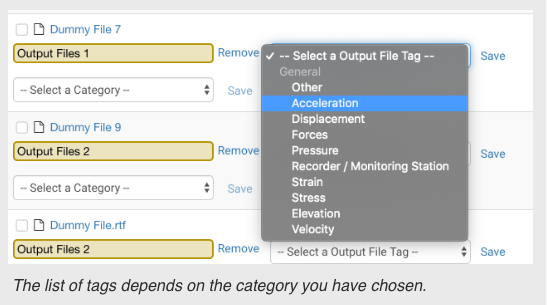 Dummy File 7
Output Files 1 Remove ✓ -- Select a Output File Tag -- Save
General
Other
-- Select a Category -- Save
Acceleration
Displacement
Dummy File 9
Forces
Output Files 2 Remove Pressure Save
Recorder / Monitoring Station
-- Select a Category -- Save
Strain
Stress
Elevation
Dummy File.rtf
Velocity
Output Files 2 Remove -- Select a Output File Tag -- Save
The list of tags depends on the category you have chosen.